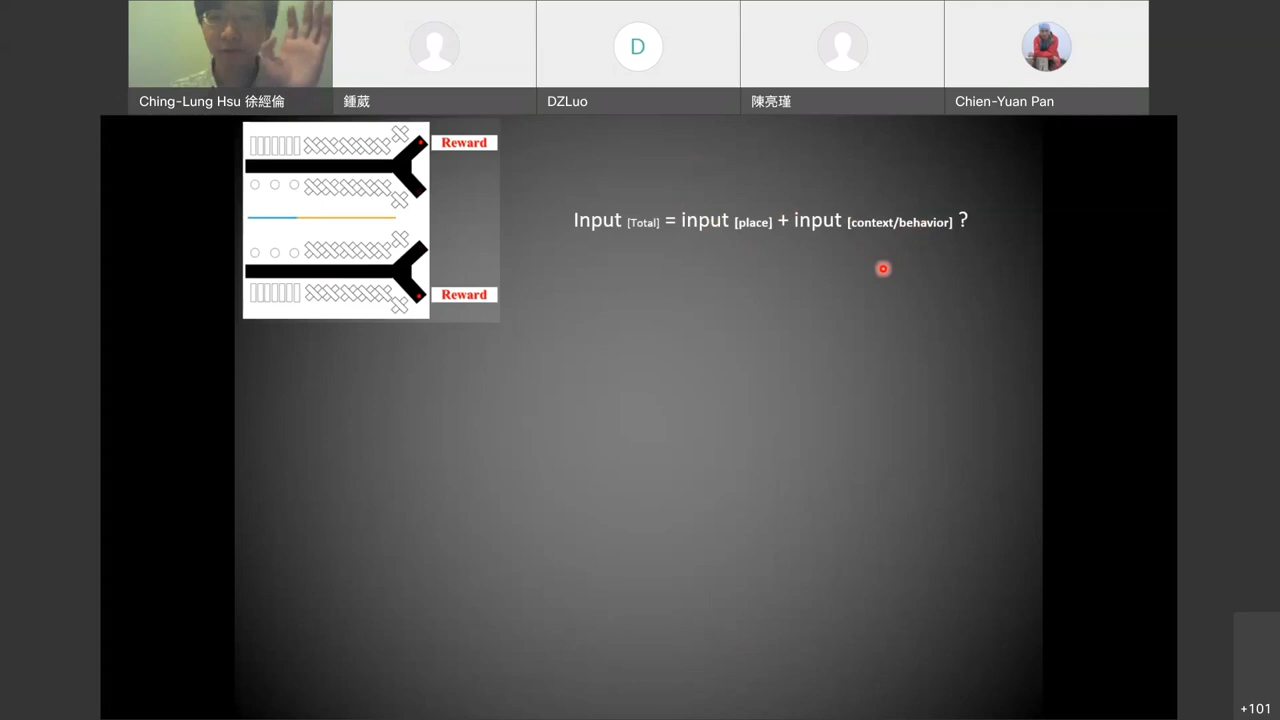 Ching-Lung Hsu 徐經倫
鍾葳
DZLuo
陳亮瑾
Chien-Yuan Pan
D
Reward
Input [Total] = input [place] + input [context/behavior] ?
Reward
+101